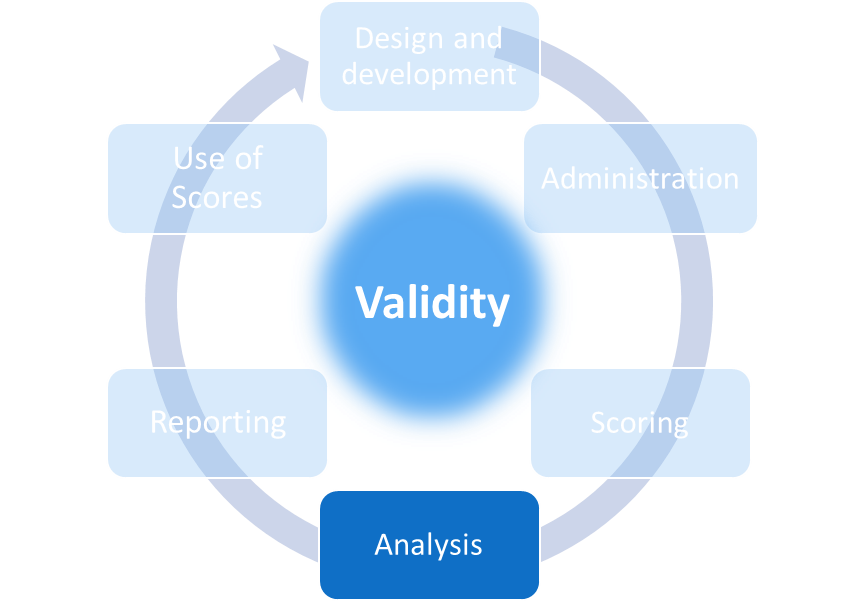 Design and
development
Administration
Scoring
Analysis
Reporting
Use of
Scores
Validity